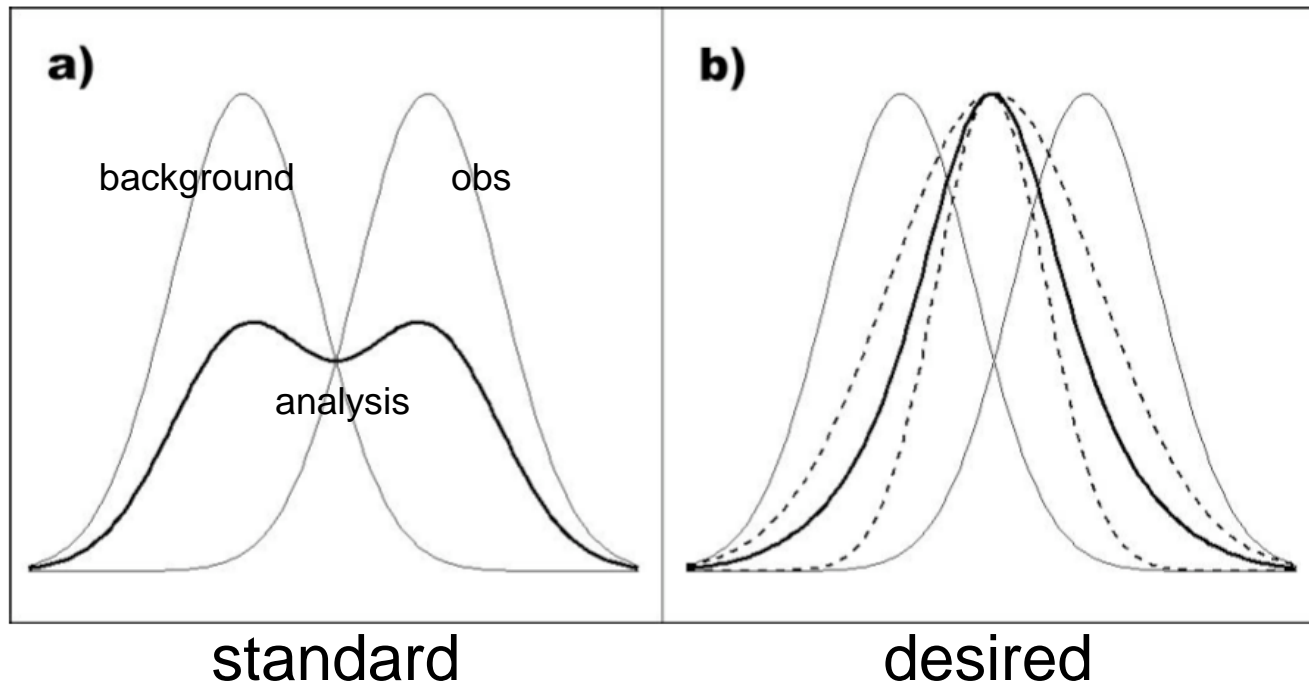 a)
b)
background
obs
analysis
standard
desired